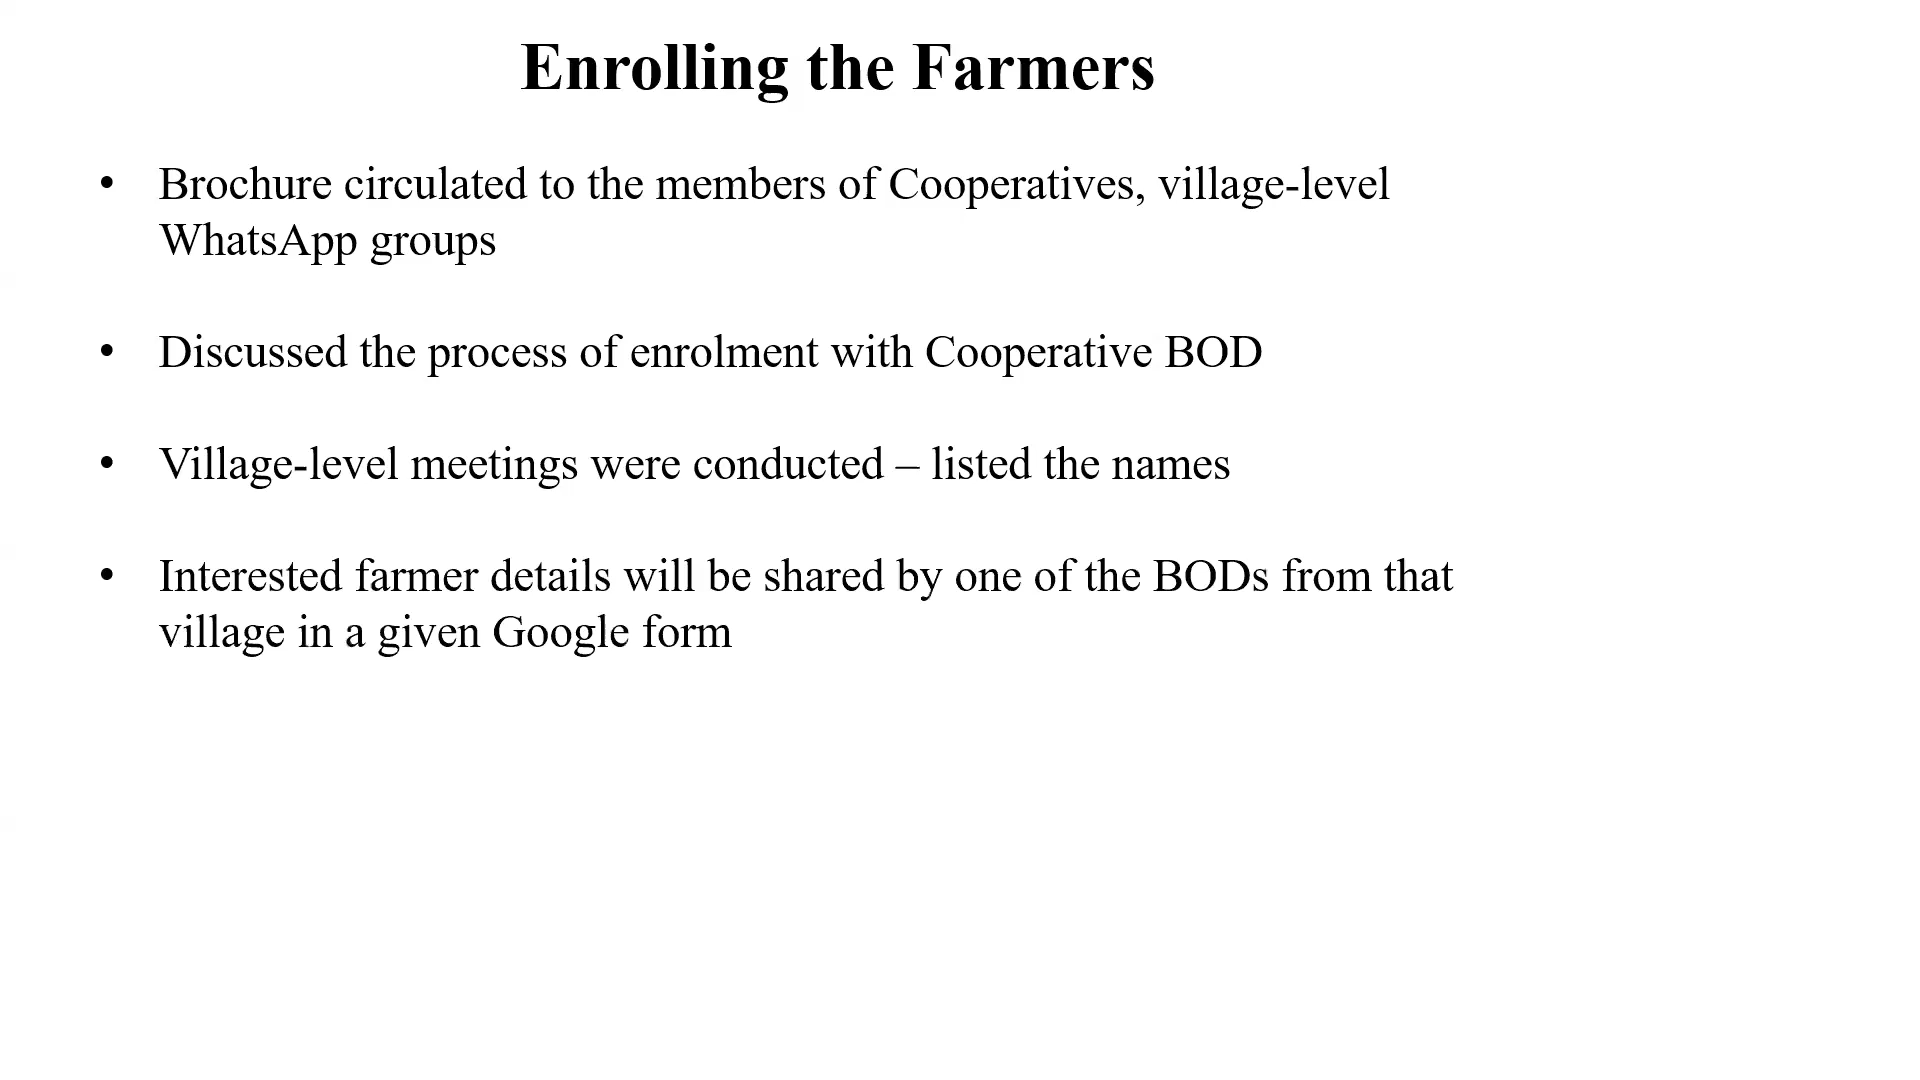 Enrolling the Farmers
• Brochure circulated to the members of Cooperatives, village-level
WhatsApp groups
• Discussed the process of enrolment with Cooperative BOD
• Village-level meetings were conducted – listed the names
• Interested farmer details will be shared by one of the BODs from that
village in a given Google form